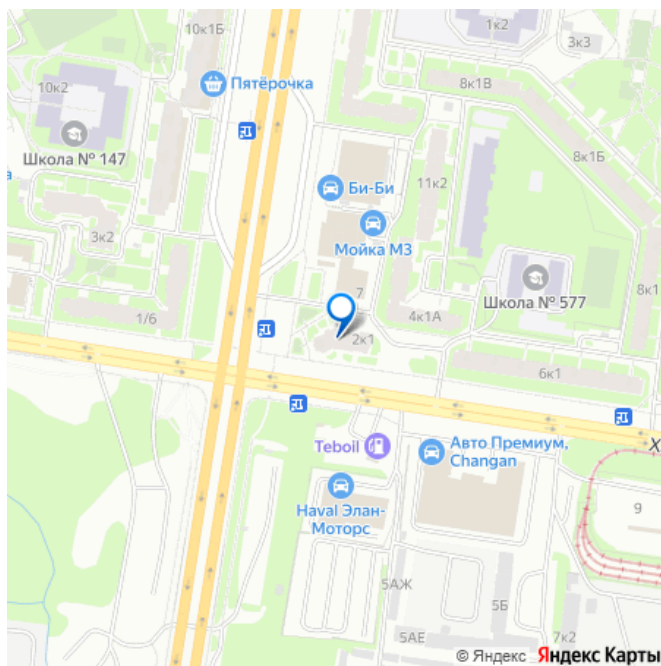 10к1Б
1к2
3к3
10к2
Пятёрочка
8к1В
Школа № 147
8к1Б
а
Би-Би
11к2
Мойка М3
3к2
Школа № 577
8к1
7
4к1А
1/6
2к1
6к1
Teboil
Авто Премиум,
Changan
Х
Haval Элан-
Моторс
9
5АЖ
5Б
5АЕ
7к2
© Яндекс Яндекс Карты